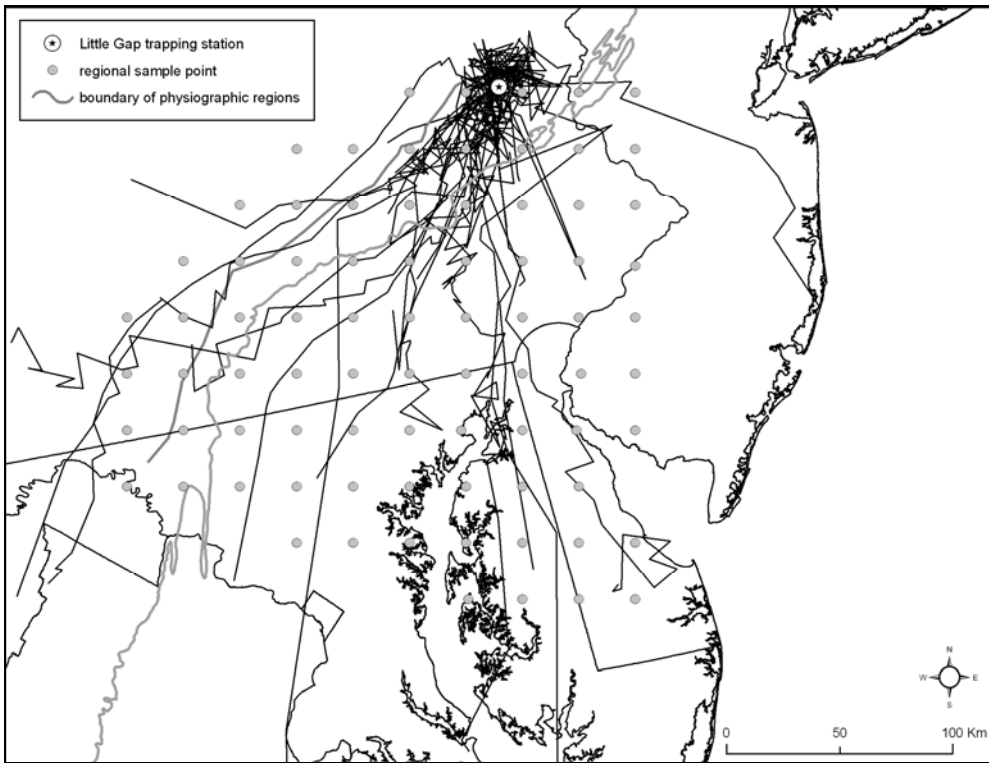 Little Gap trapping station
regional sample point
boundary of physiographic regions
N
W E
S
0 50 100 Km